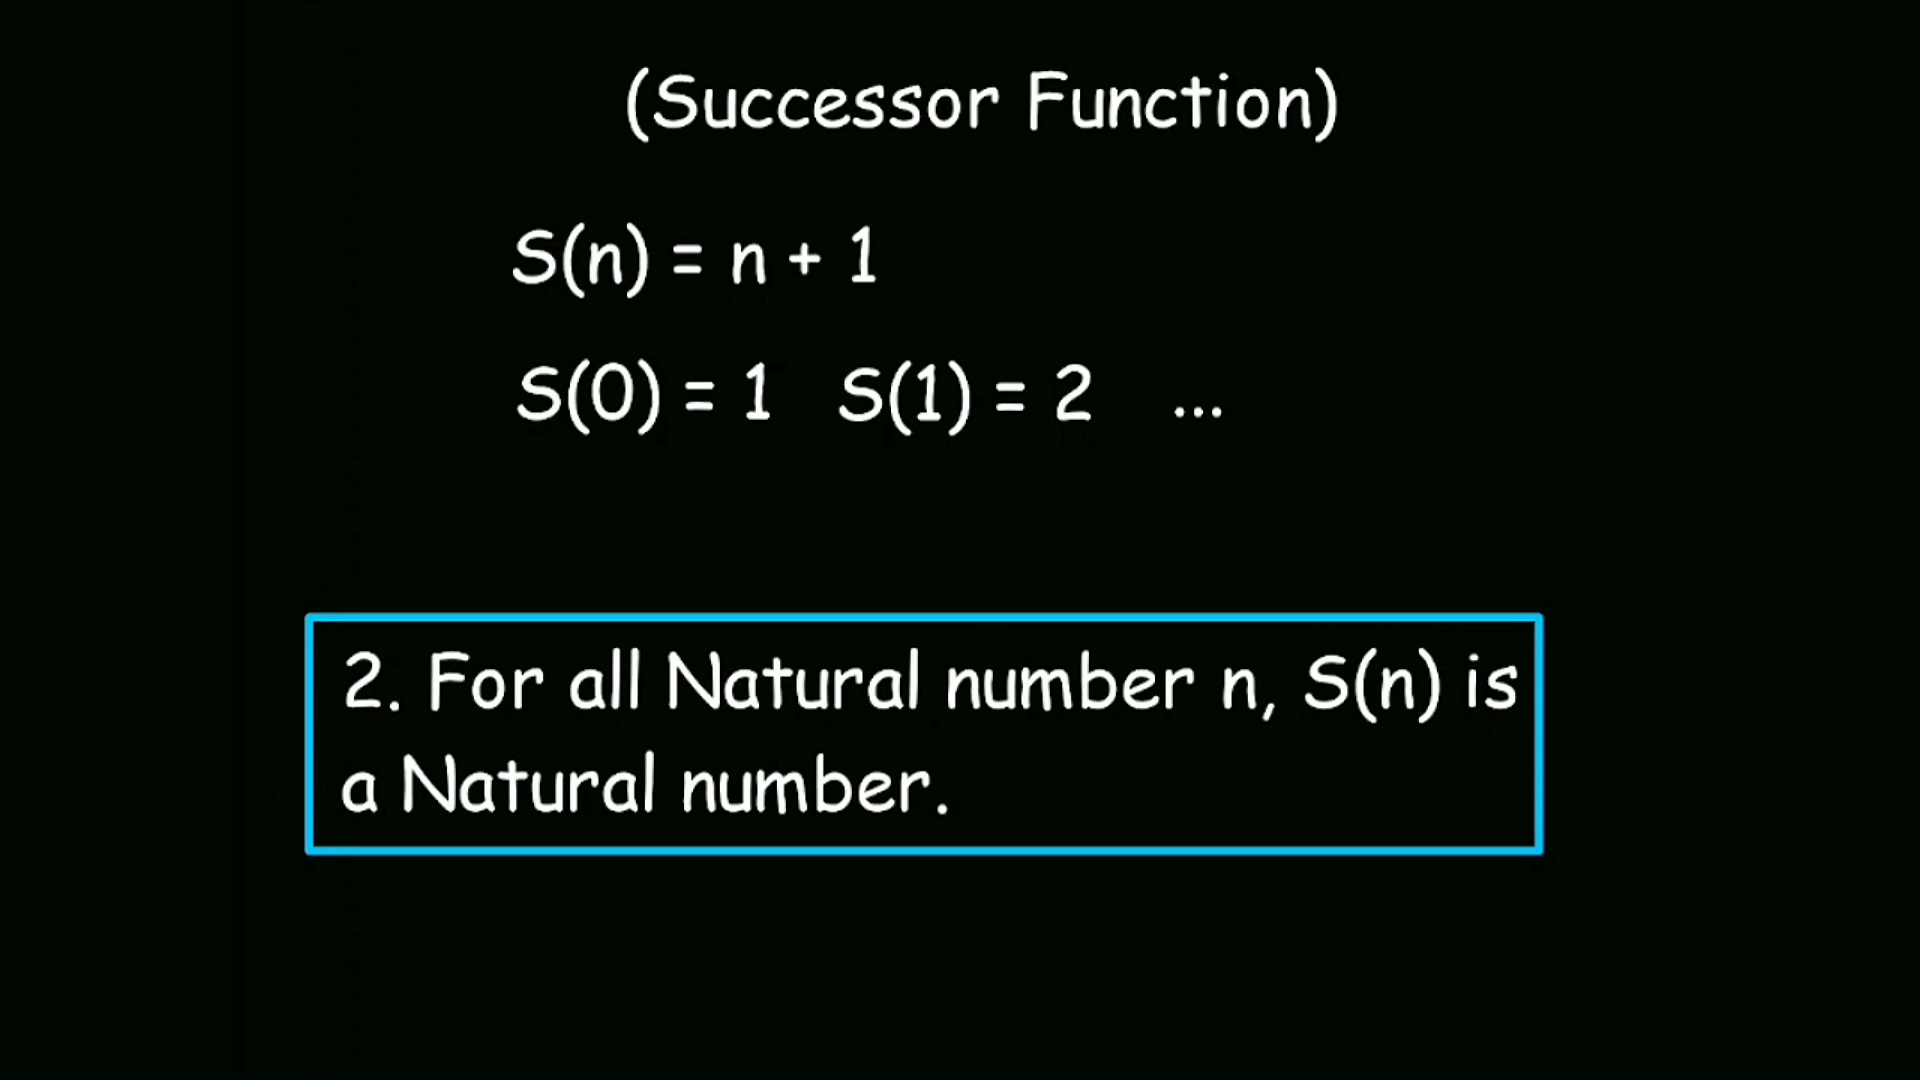 (Successor Function)
S(n) = n + 1
S(0) = 1 S(1) = 2 ...
2. For all Natural number n, S(n) is
a Natural number.